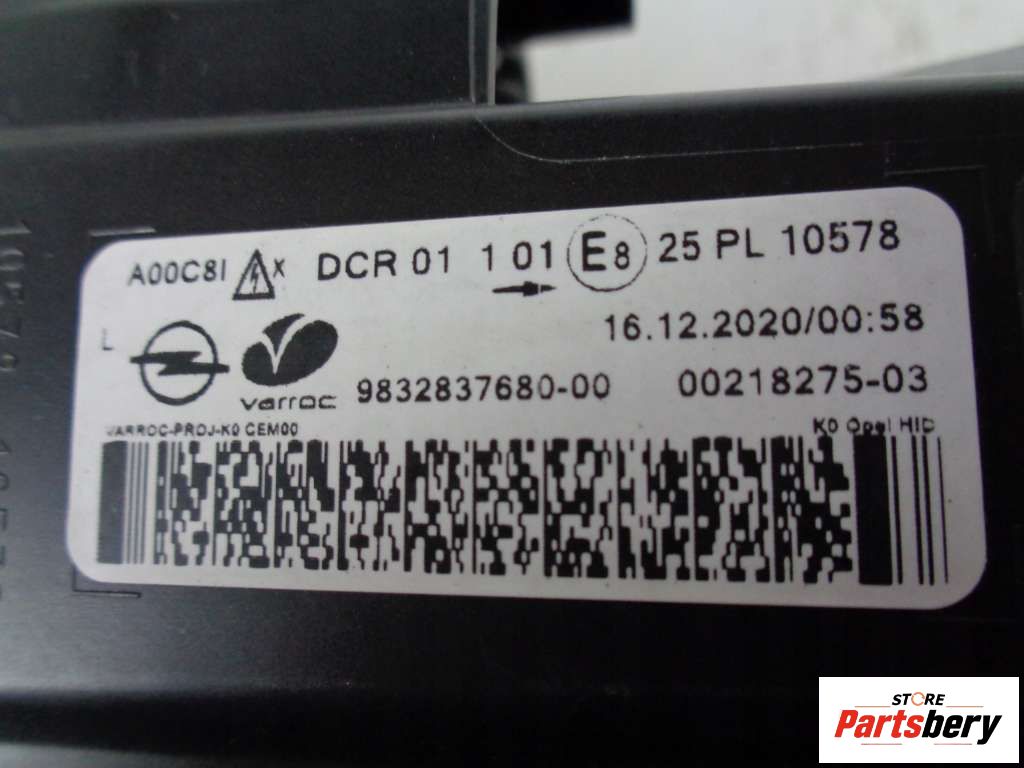 A00C8I X DCR 01 1 01 E8 25 PL 10578
16.12.2020/00:58
L
varroc 9832837680-00 00218275-03
VARROC-PROJ-K0 CEM00 K0 Opel HID
STORE
Partsbery